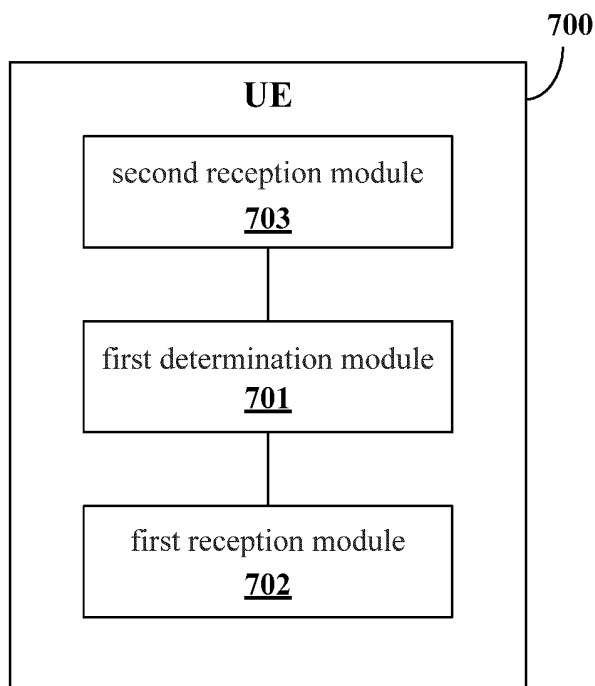 700
UE
second reception module
703
first determination module
701
first reception module
702